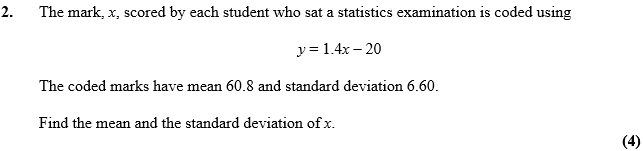 2. The mark, x, scored by each student who sat a statistics examination is coded using
y = 1.4x – 20
The coded marks have mean 60.8 and standard deviation 6.60.
Find the mean and the standard deviation of x.
(4)